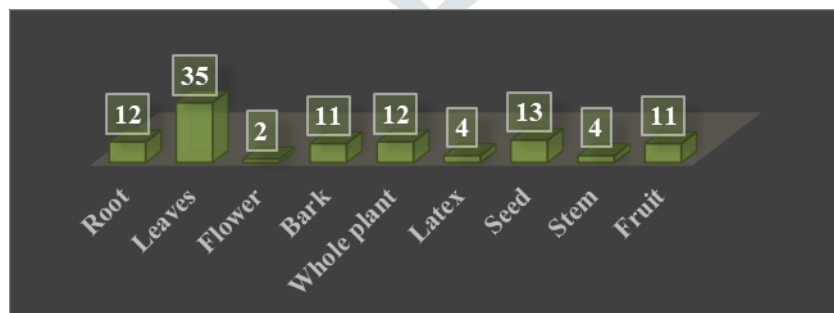 12
35
2
11
12
4
13
4
11
Root
Leaves
Flower
Bark
Whole plant
Latex
Seed
Stem
Fruit